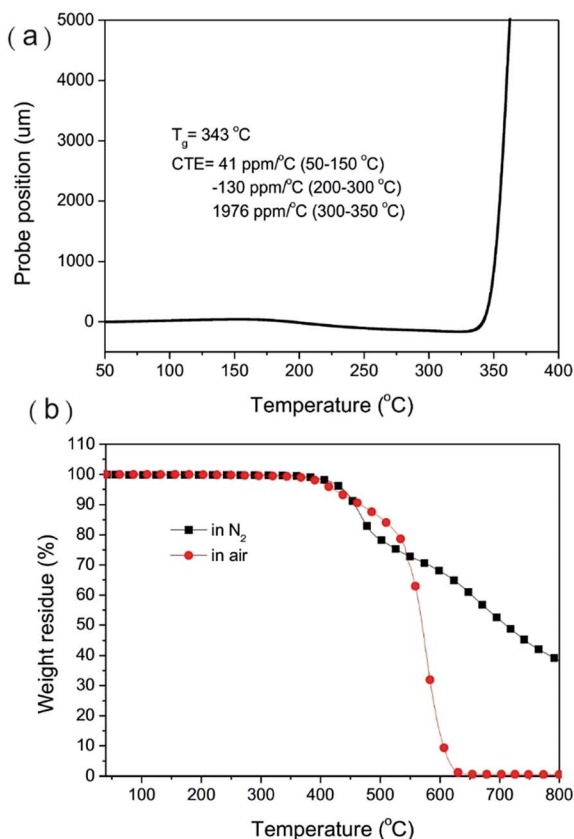 (a)
5000
4000
3000
2000
1000
0
Probe position (um)
T_g= 343 °C
CTE= 41 ppm/°C (50-150 °C)
-130 ppm/°C (200-300 °C)
1976 ppm/°C (300-350 °C)
50 100 150 200 250 300 350 400
Temperature (°C)
(b)
110
100
90
80
70
60
50
40
30
20
10
0
Weight residue (%)
in N₂
in air
100 200 300 400 500 600 700 800
Temperature (°C)